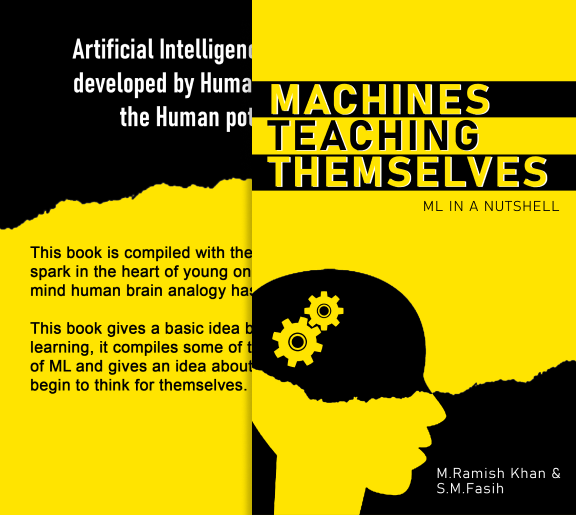 Artificial Intelligenc
developed by Huma
the Human pot
This book is compiled with the
spark in the heart of young on
mind human brain analogy has
This book gives a basic idea b
learning, it compiles some of t
of ML and gives an idea about
begin to think for themselves.
MACHINES
TEACHING
THEMSELVES
ML IN A NUTSHELL
M.Ramish Khan &
S.M.Fasih